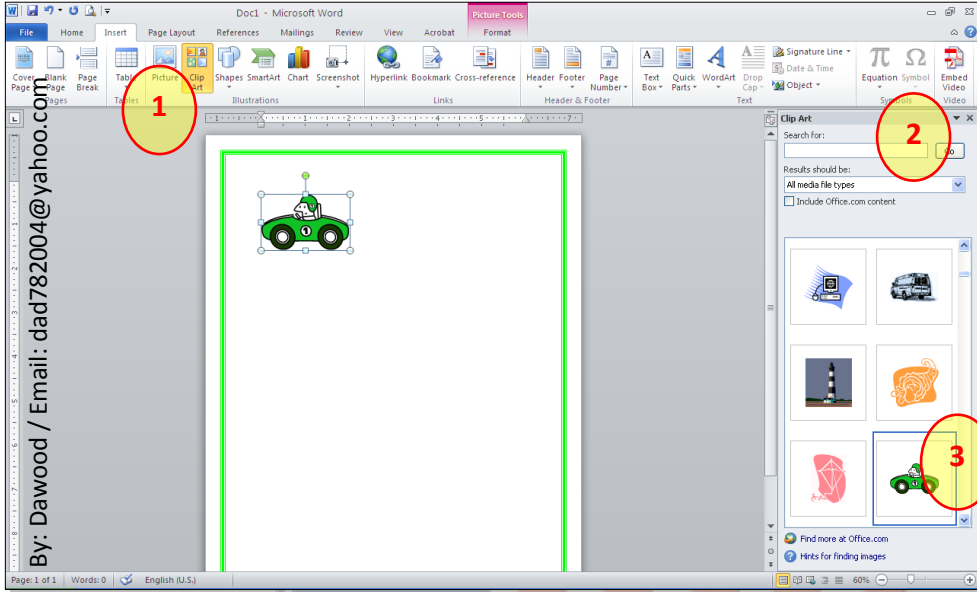 Doc1 - Microsoft Word
Picture Tools
File Home Insert Page Layout References Mailings Review View Acrobat Format
Cover Page
Blank Page
Page Break
Table
Picture
Clip Art
Shapes
SmartArt
Chart
Screenshot
Hyperlink
Bookmark
Cross-reference
Header
Footer
Page Number
Text Box
Quick Parts
WordArt
Drop Cap
Signature Line
Date & Time
Object
Equation
Symbol
Embed Video
Pages
Tables
Illustrations
Links
Header & Footer
Text
Symbols
Video
1
2
3
By: Dawood / Email: dad782004@yahoo.com
Clip Art
Search for:
Go
Results should be:
All media file types
Include Office.com content
Find more at Office.com
Hints for finding images
Page: 1 of 1
Words: 0
English (U.S.)
60%